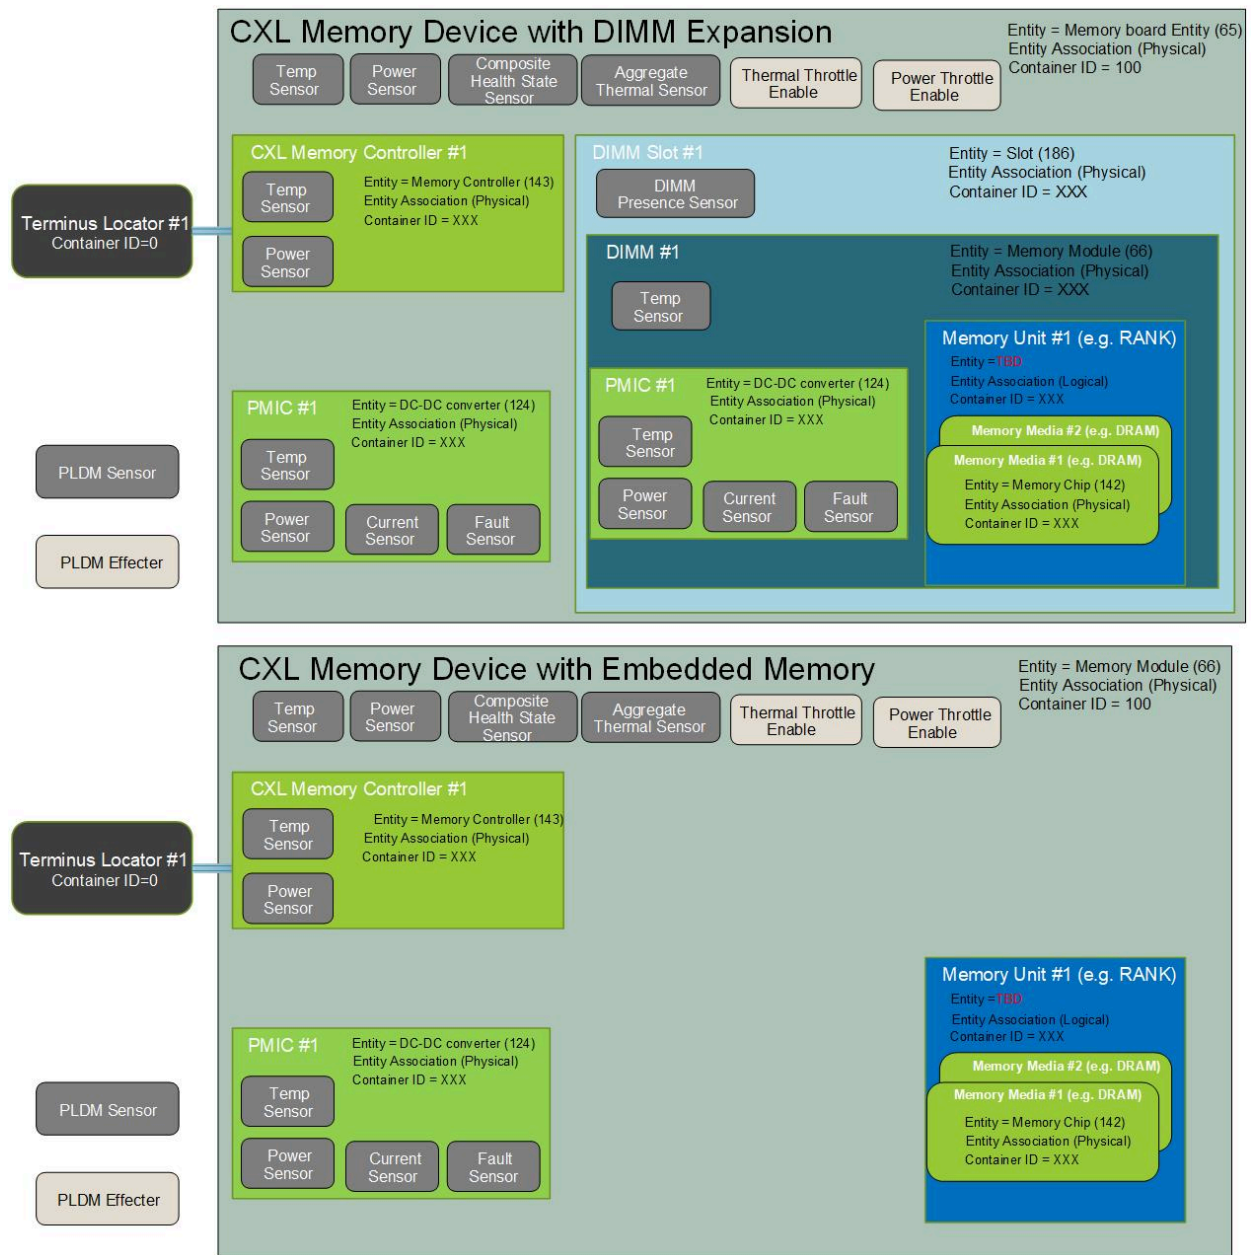 CXL Memory Device with DIMM Expansion
Entity = Memory board Entity (65)
Entity Association (Physical)
Container ID = 100
Temp
Sensor
Power
Sensor
Composite
Health State
Sensor
Aggregate
Thermal Sensor
Thermal Throttle
Enable
Power Throttle
Enable
CXL Memory Controller #1
Temp
Sensor
Entity = Memory Controller (143)
Entity Association (Physical)
Container ID = XXX
Power
Sensor
Terminus Locator #1
Container ID=0
DIMM Slot #1
Entity = Slot (186)
Entity Association (Physical)
Container ID = XXX
DIMM
Presence Sensor
DIMM #1
Entity = Memory Module (66)
Entity Association (Physical)
Container ID = XXX
Temp
Sensor
Memory Unit #1 (e.g. RANK)
Entity =TBD
Entity Association (Logical)
Container ID = XXX
Memory Media #2 (e.g. DRAM)
Memory Media #1 (e.g. DRAM)
Entity = Memory Chip (142)
Entity Association (Physical)
Container ID = XXX
PMIC #1
Entity = DC-DC converter (124)
Entity Association (Physical)
Container ID = XXX
Temp
Sensor
Power
Sensor
Current
Sensor
Fault
Sensor
PMIC #1
Entity = DC-DC converter (124)
Entity Association (Physical)
Container ID = XXX
Temp
Sensor
Power
Sensor
Current
Sensor
Fault
Sensor
PLDM Sensor
PLDM Effecter
CXL Memory Device with Embedded Memory
Entity = Memory Module (66)
Entity Association (Physical)
Container ID = 100
Temp
Sensor
Power
Sensor
Composite
Health State
Sensor
Aggregate
Thermal Sensor
Thermal Throttle
Enable
Power Throttle
Enable
CXL Memory Controller #1
Temp
Sensor
Entity = Memory Controller (143)
Entity Association (Physical)
Container ID = XXX
Power
Sensor
Terminus Locator #1
Container ID=0
Memory Unit #1 (e.g. RANK)
Entity =TBD
Entity Association (Logical)
Container ID = XXX
Memory Media #2 (e.g. DRAM)
Memory Media #1 (e.g. DRAM)
Entity = Memory Chip (142)
Entity Association (Physical)
Container ID = XXX
PMIC #1
Entity = DC-DC converter (124)
Entity Association (Physical)
Container ID = XXX
Temp
Sensor
Power
Sensor
Current
Sensor
Fault
Sensor
PLDM Sensor
PLDM Effecter